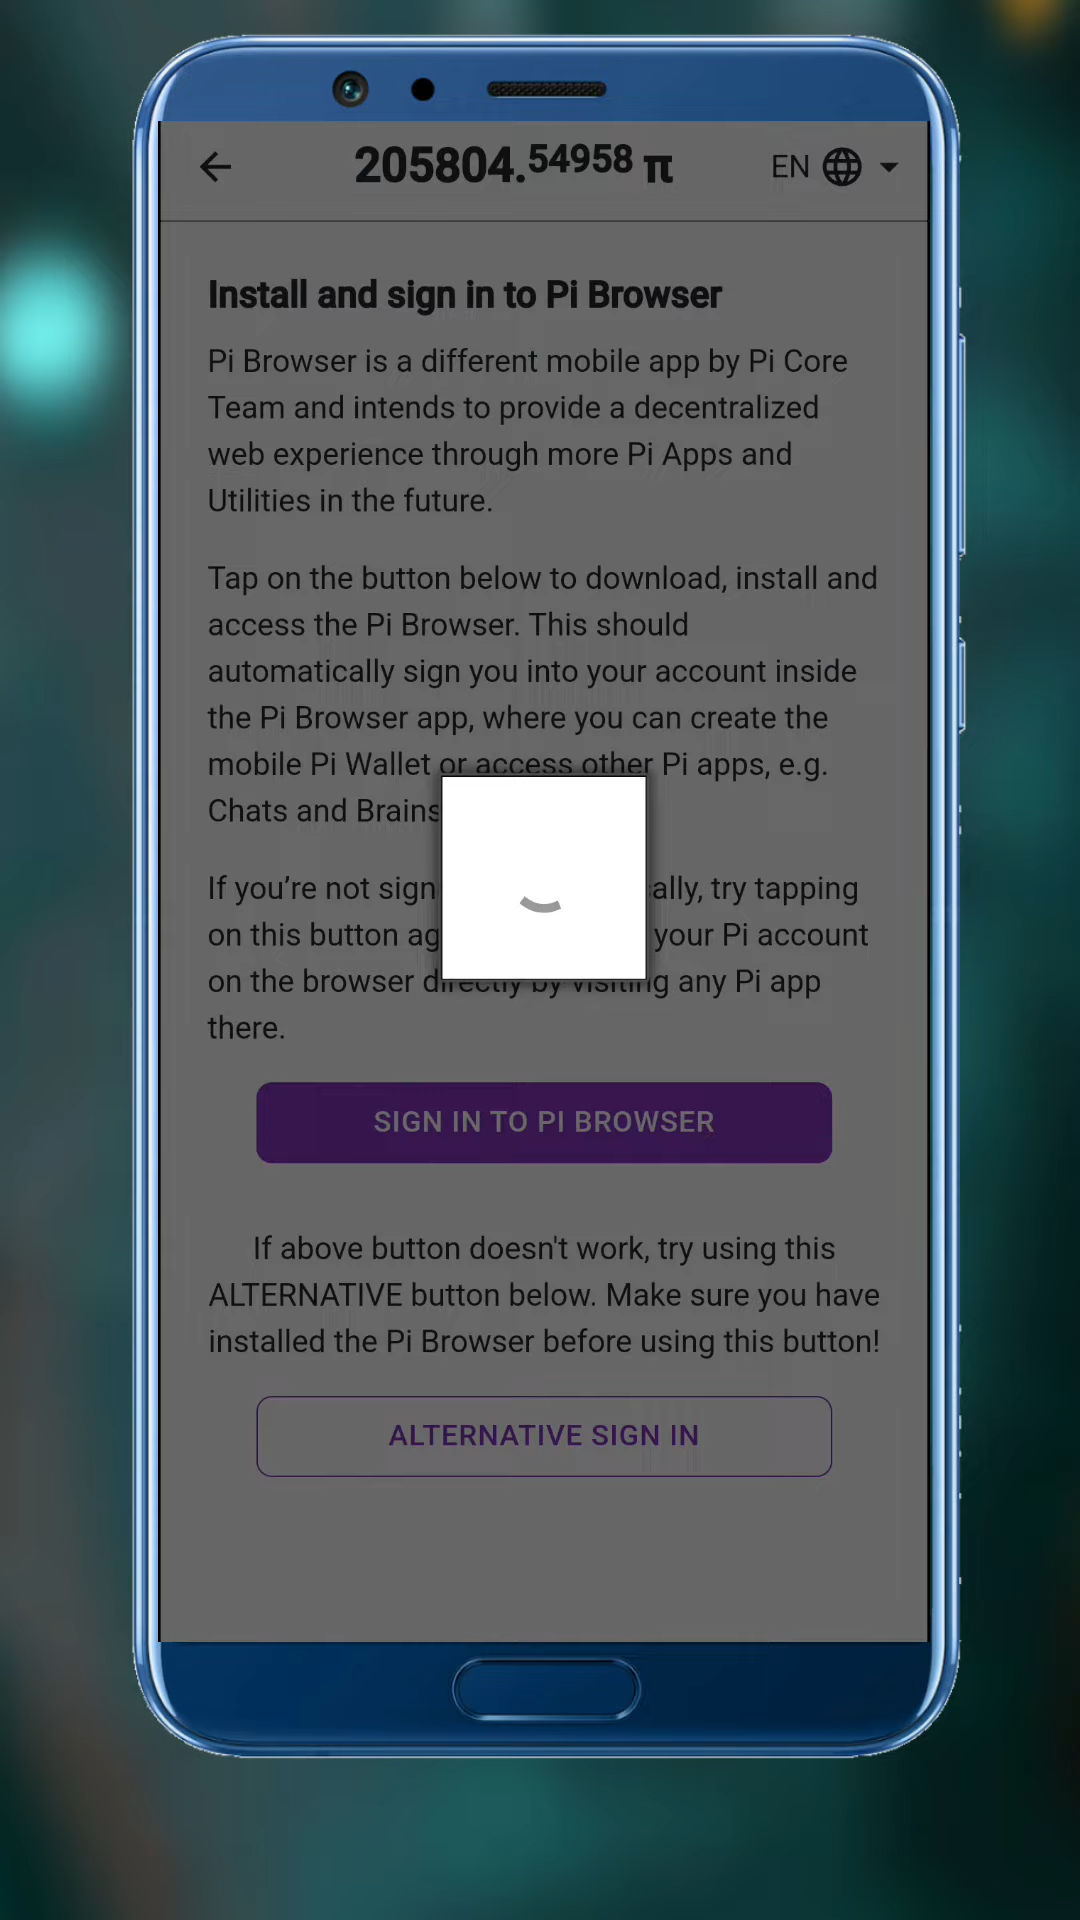 205804.54958 π EN
Install and sign in to Pi Browser
Pi Browser is a different mobile app by Pi Core
Team and intends to provide a decentralized
web experience through more Pi Apps and
Utilities in the future.
Tap on the button below to download, install and
access the Pi Browser. This should
automatically sign you into your account inside
the Pi Browser app, where you can create the
mobile Pi Wallet or access other Pi apps, e.g.
Chats and Brains
If you’re not sign ally, try tapping
on this button ag your Pi account
on the browser directly by visiting any Pi app
there.
SIGN IN TO PI BROWSER
If above button doesn't work, try using this
ALTERNATIVE button below. Make sure you have
installed the Pi Browser before using this button!
ALTERNATIVE SIGN IN